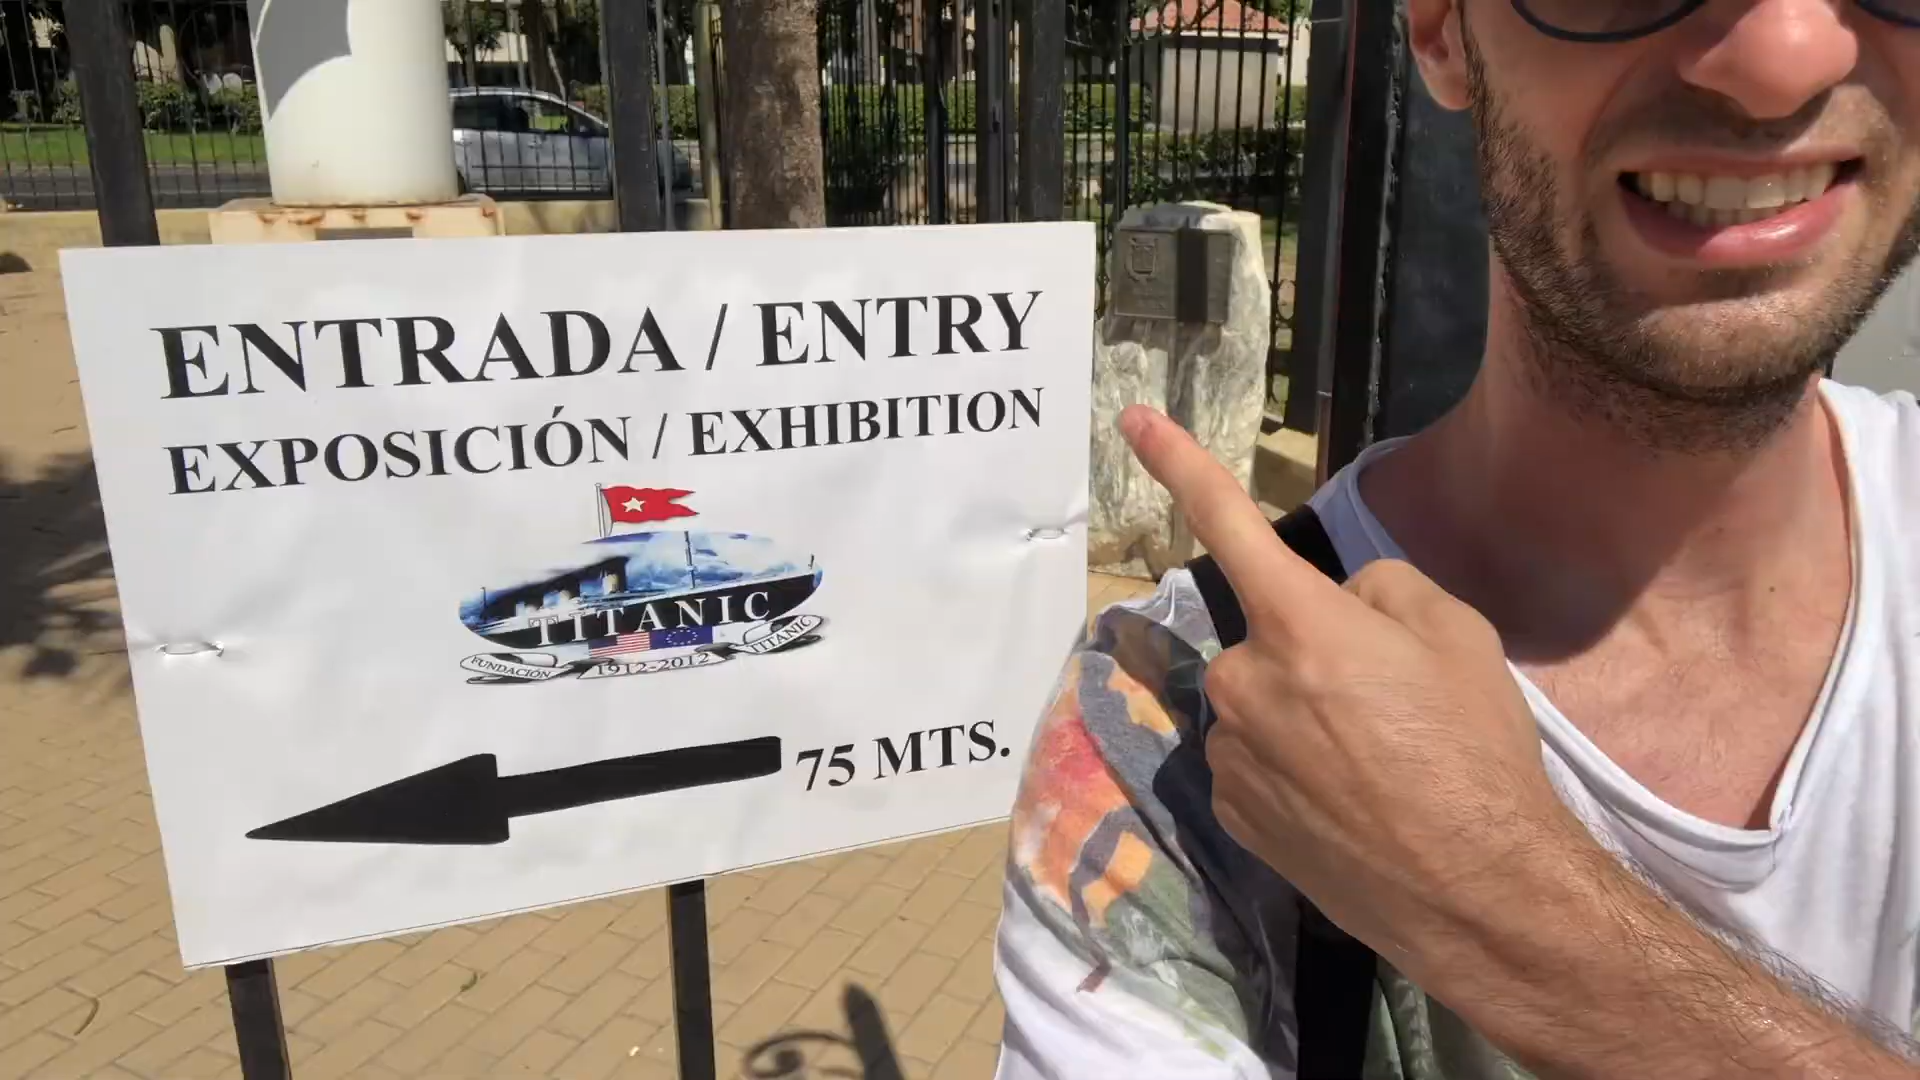 ENTRADA / ENTRY
EXPOSICIÓN / EXHIBITION
TITANIC
FUNDACIÓN 1912-2012 TITANIC
75 MTS.